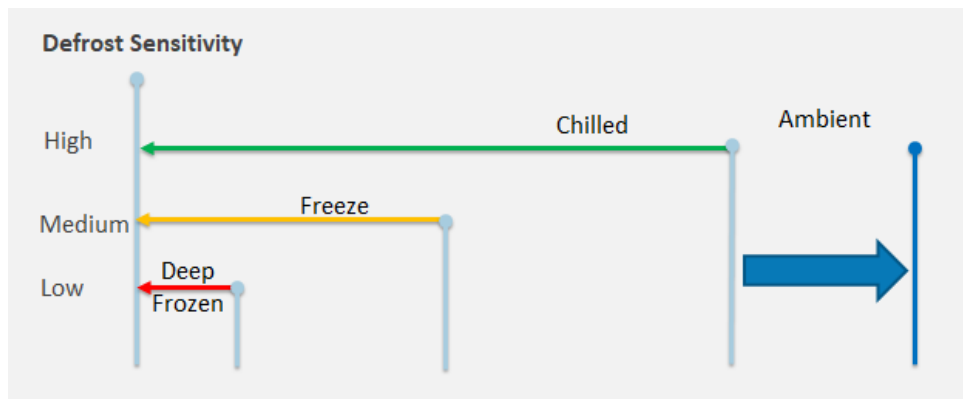 Defrost Sensitivity
High
Chilled
Ambient
Medium
Freeze
Low
Deep
Frozen